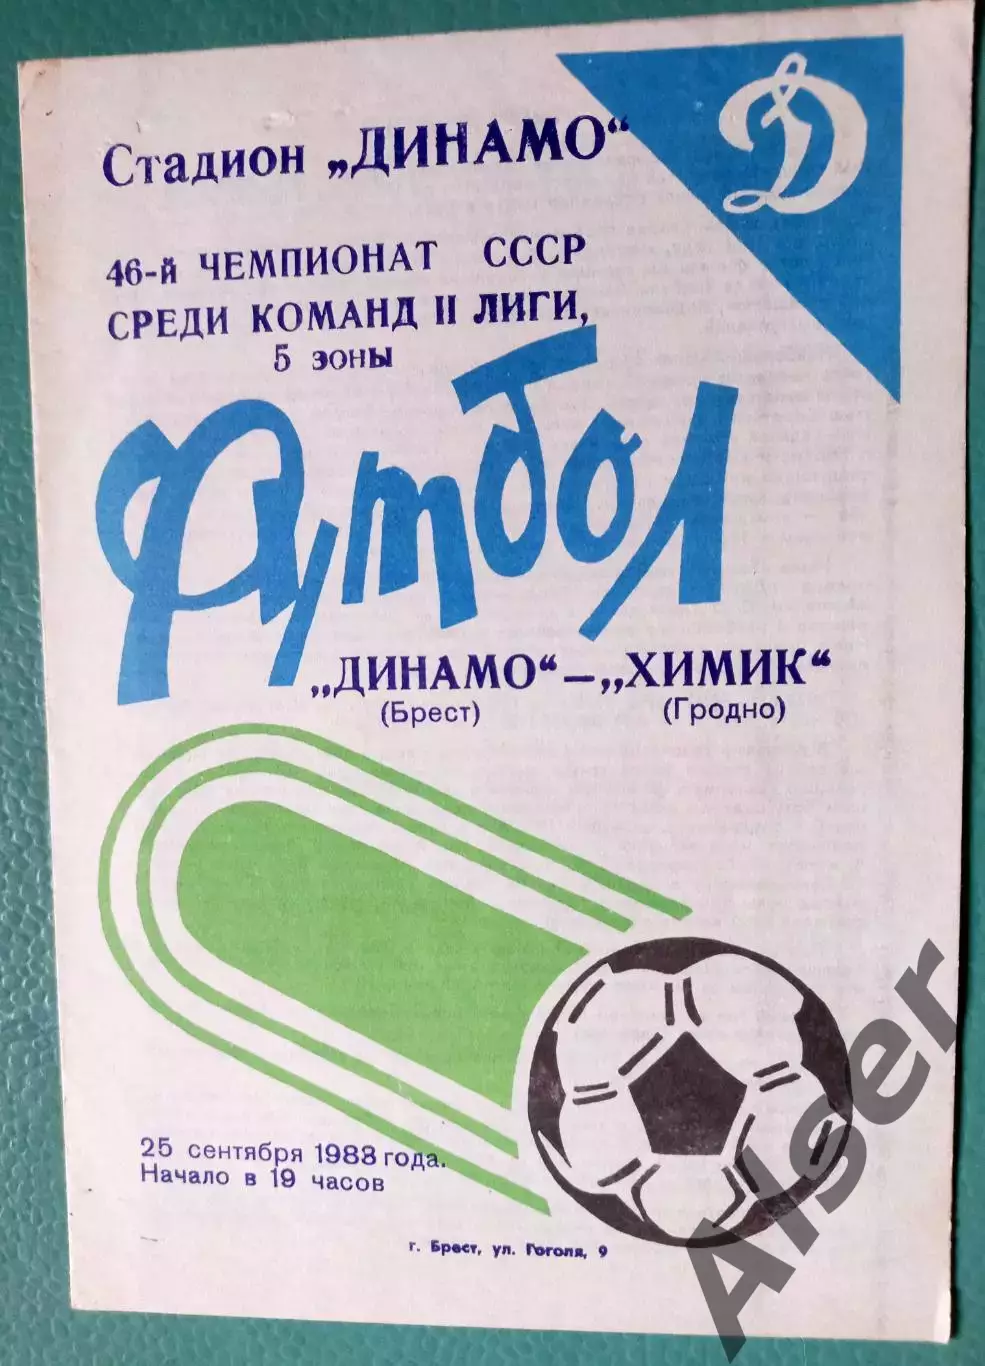 Д
Стадион „ДИНАМО“
46-й ЧЕМПИОНАТ СССР
СРЕДИ КОМАНД II ЛИГИ,
5 ЗОНЫ
Футбол
„ДИНАМО“ – „ХИМИК“
(Брест) (Гродно)
25 сентября 1988 года.
Начало в 19 часов
г. Брест, ул. Гоголя, 9
Alser